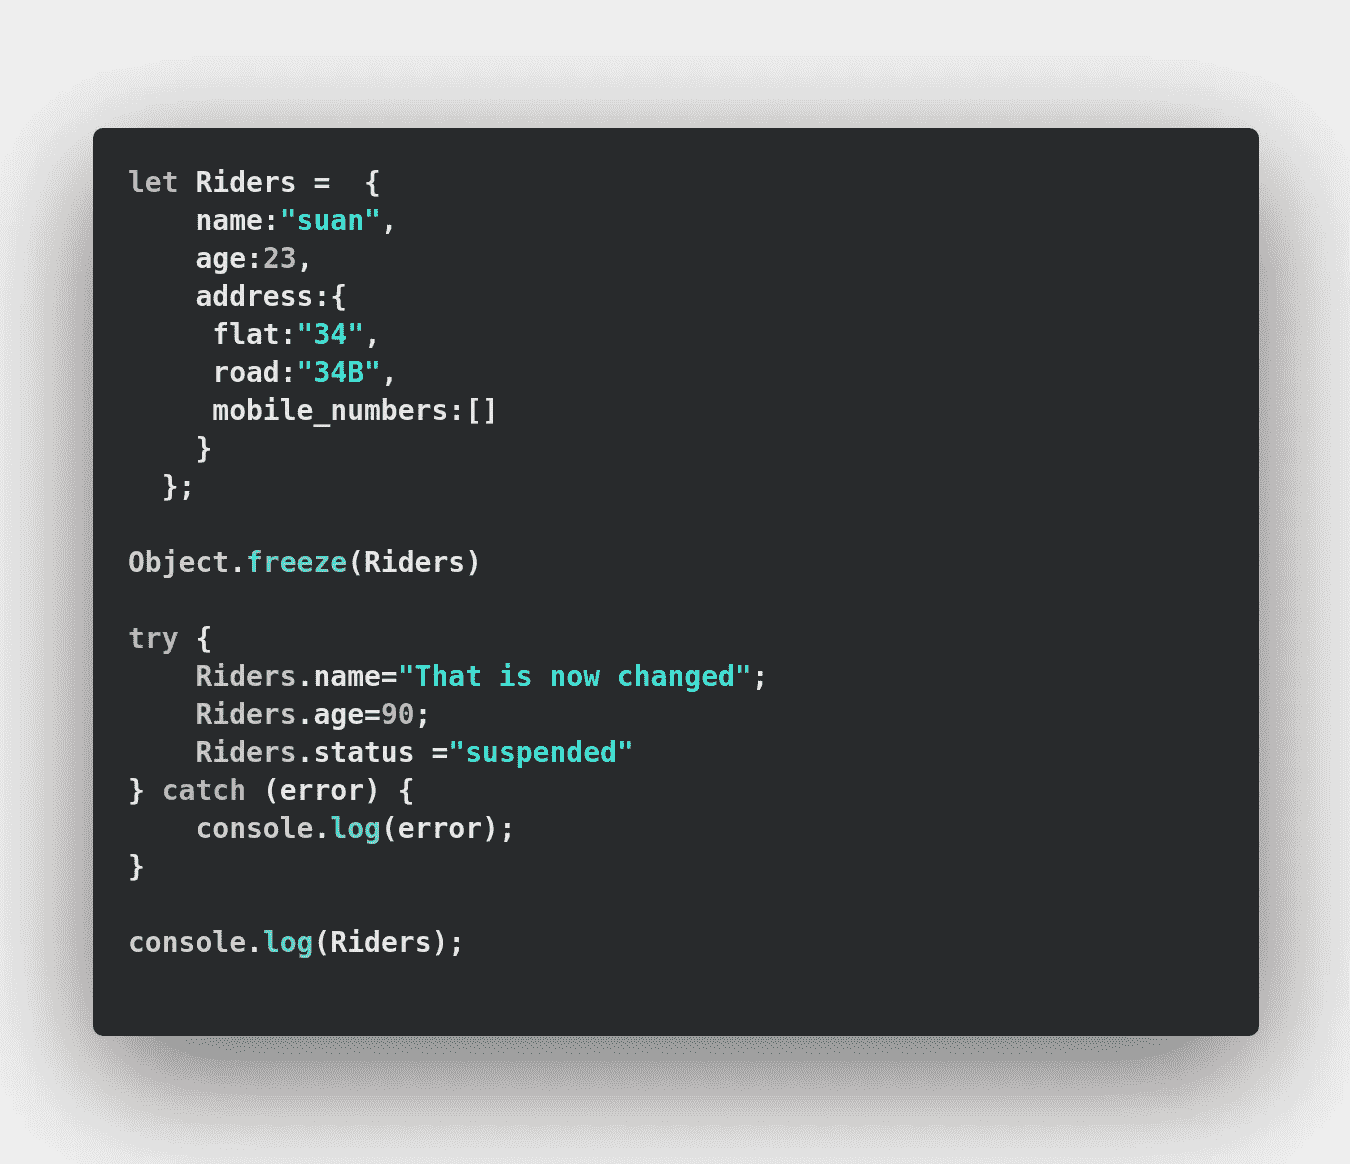 let Riders =  {
    name:"suan",
    age:23,
    address:{
     flat:"34",
     road:"34B",
     mobile_numbers:[]
    }
  };

Object.freeze(Riders)

try {
    Riders.name="That is now changed";
    Riders.age=90;
    Riders.status ="suspended"
} catch (error) {
    console.log(error);
}

console.log(Riders);